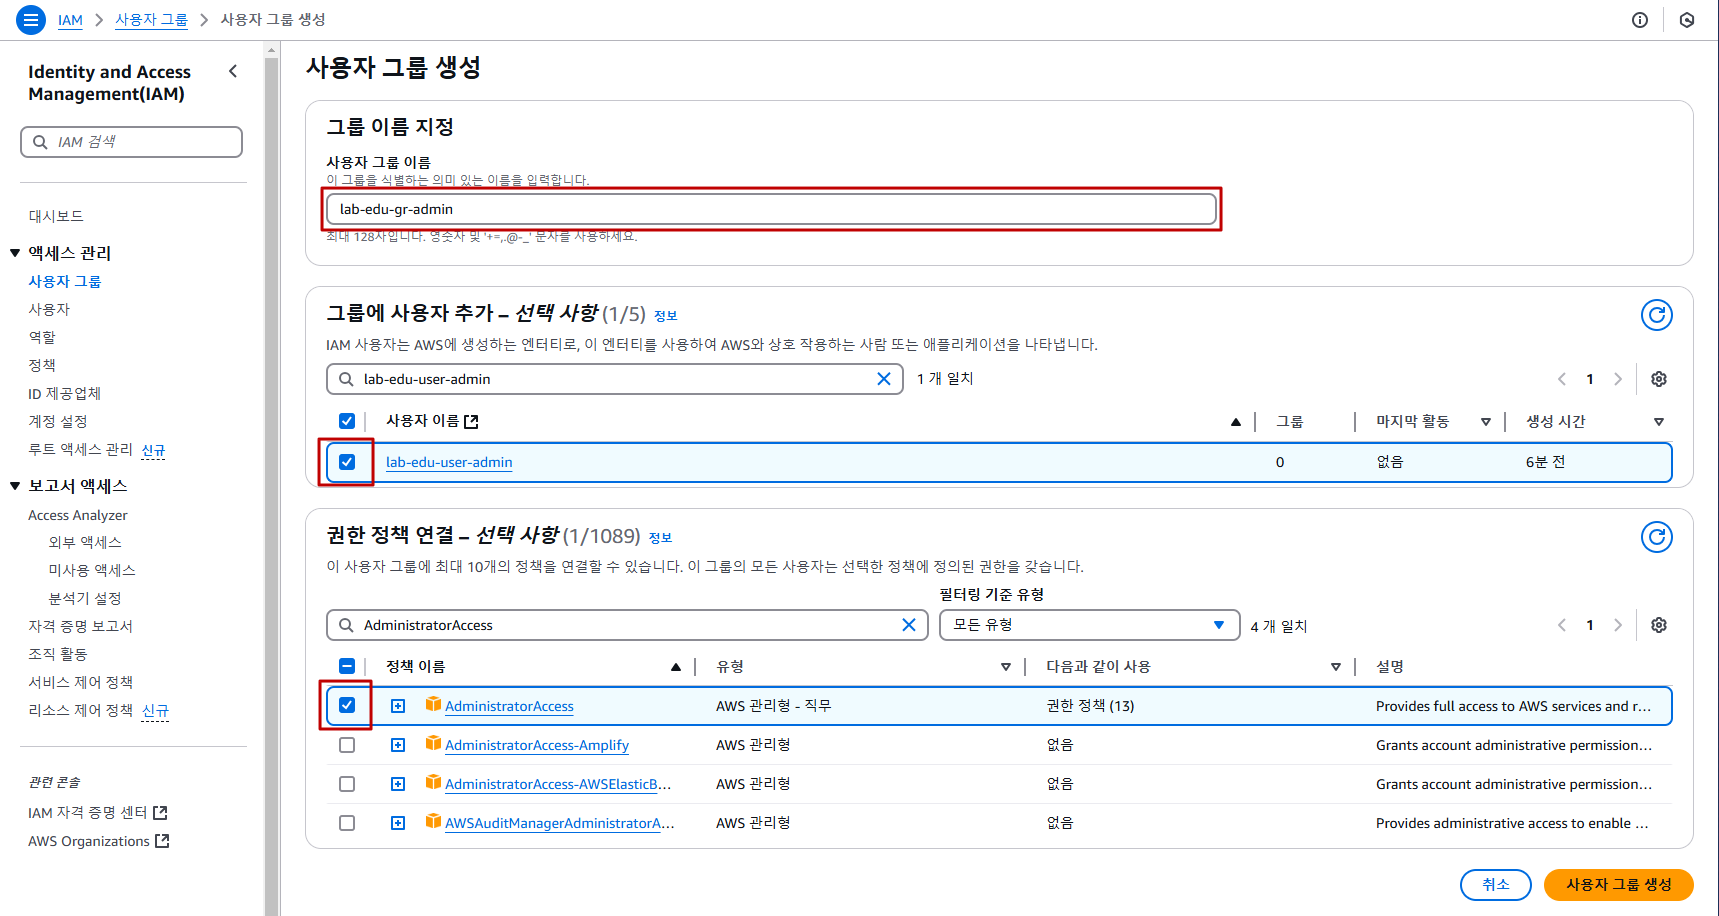 IAM > 사용자 그룹 > 사용자 그룹 생성
Identity and Access Management(IAM)
IAM 검색
대시보드
액세스 관리
사용자 그룹
사용자
역할
정책
ID 제공업체
계정 설정
루트 액세스 관리 신규
보고서 액세스
Access Analyzer
외부 액세스
미사용 액세스
분석기 설정
자격 증명 보고서
조직 활동
서비스 제어 정책
리소스 제어 정책 신규
관련 콘솔
IAM 자격 증명 센터
AWS Organizations
사용자 그룹 생성
그룹 이름 지정
사용자 그룹 이름
이 그룹을 식별하는 의미 있는 이름을 입력합니다.
lab-edu-gr-admin
최대 128자입니다. 영숫자 및 '+=,.@-_' 문자를 사용하세요.
그룹에 사용자 추가 – 선택 사항 (1/5) 정보
IAM 사용자는 AWS에 생성하는 엔터티로, 이 엔터티를 사용하여 AWS와 상호 작용하는 사람 또는 애플리케이션을 나타냅니다.
lab-edu-user-admin 1 개 일치 1
사용자 이름 그룹 마지막 활동 생성 시간
lab-edu-user-admin 0 없음 6분 전
권한 정책 연결 – 선택 사항 (1/1089) 정보
이 사용자 그룹에 최대 10개의 정책을 연결할 수 있습니다. 이 그룹의 모든 사용자는 선택한 정책에 정의된 권한을 갖습니다.
필터링 기준 유형
AdministratorAccess 모든 유형 4 개 일치 1
정책 이름 유형 다음과 같이 사용 설명
AdministratorAccess AWS 관리형 - 직무 권한 정책 (13) Provides full access to AWS services and r...
AdministratorAccess-Amplify AWS 관리형 없음 Grants account administrative permission...
AdministratorAccess-AWSElasticB... AWS 관리형 없음 Grants account administrative permission...
AWSAuditManagerAdministratorA... AWS 관리형 없음 Provides administrative access to enable ...
취소 사용자 그룹 생성